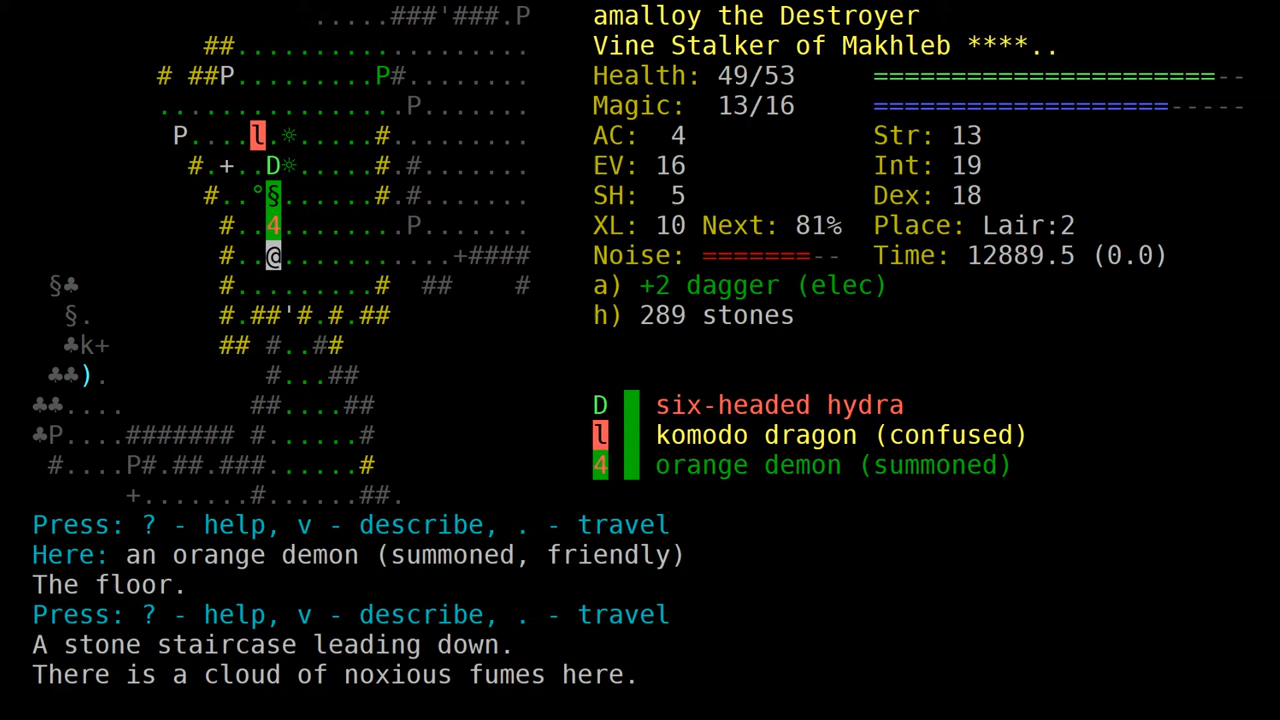 .....###'###.P amalloy the Destroyer
##................... Vine Stalker of Makhleb ****..
# ##P.........P#........ Health: 49/53 ======================--
.................P....... Magic: 13/16 ===================-----
P....l.☼.....#......... AC: 4 Str: 13
#.+..D☼.....#.#....... EV: 16 Int: 19
#..°§......#.#....... SH: 5 Dex: 18
#..4.........P....... XL: 10 Next: 81% Place: Lair:2
#..@............+#### Noise: =======-- Time: 12889.5 (0.0)
§♣ #.........# ## # a) +2 dagger (elec)
§. #.##'#.#.## h) 289 stones
♣k+ ## #..##
♣♣). #...##
♣♣.... ##....## D six-headed hydra
♣P....####### #......# l komodo dragon (confused)
#....P#.##.###......# 4 orange demon (summoned)
+.......#......##.
Press: ? - help, v - describe, . - travel
Here: an orange demon (summoned, friendly)
The floor.
Press: ? - help, v - describe, . - travel
A stone staircase leading down.
There is a cloud of noxious fumes here.